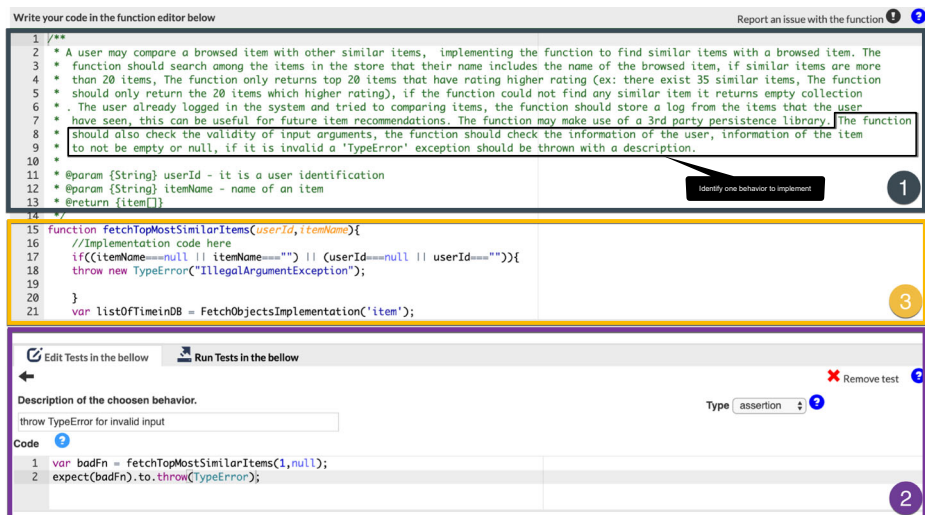 Write your code in the function editor below
Report an issue with the function ! ?
1 /**
2 * A user may compare a browsed item with other similar items, implementing the function to find similar items with a browsed item. The
3 * function should search among the items in the store that their name includes the name of the browsed item, if similar items are more
4 * than 20 items, The function only returns top 20 items that have rating higher rating (ex: there exist 35 similar items, The function
5 * should only return the 20 items which higher rating), if the function could not find any similar item it returns empty collection
6 * . The user already logged in the system and tried to comparing items, the function should store a log from the items that the user
7 * have seen, this can be useful for future item recommendations. The function may make use of a 3rd party persistence library. The function
8 * should also check the validity of input arguments, the function should check the information of the user, information of the item
9 * to not be empty or null, if it is invalid a 'TypeError' exception should be thrown with a description.
10 *
11 * @param {String} userId - it is a user identification
12 * @param {String} itemName - name of an item
13 * @return {item[]}
14 */
Identify one behavior to implement
1
15 function fetchTopMostSimilarItems(userId,itemName){
16 //Implementation code here
17 if((itemName===null || itemName==="") || (userId===null || userId==="")){
18 throw new TypeError("IllegalArgumentException");
19
20 }
21 var listOfTimeinDB = FetchObjectsImplementation('item');
3
Edit Tests in the bellow
Run Tests in the bellow
Remove test ?
Description of the choosen behavior.
Type assertion ?
throw TypeError for invalid input
Code ?
1 var badFn = fetchTopMostSimilarItems(1,null);
2 expect(badFn).to.throw(TypeError);
2